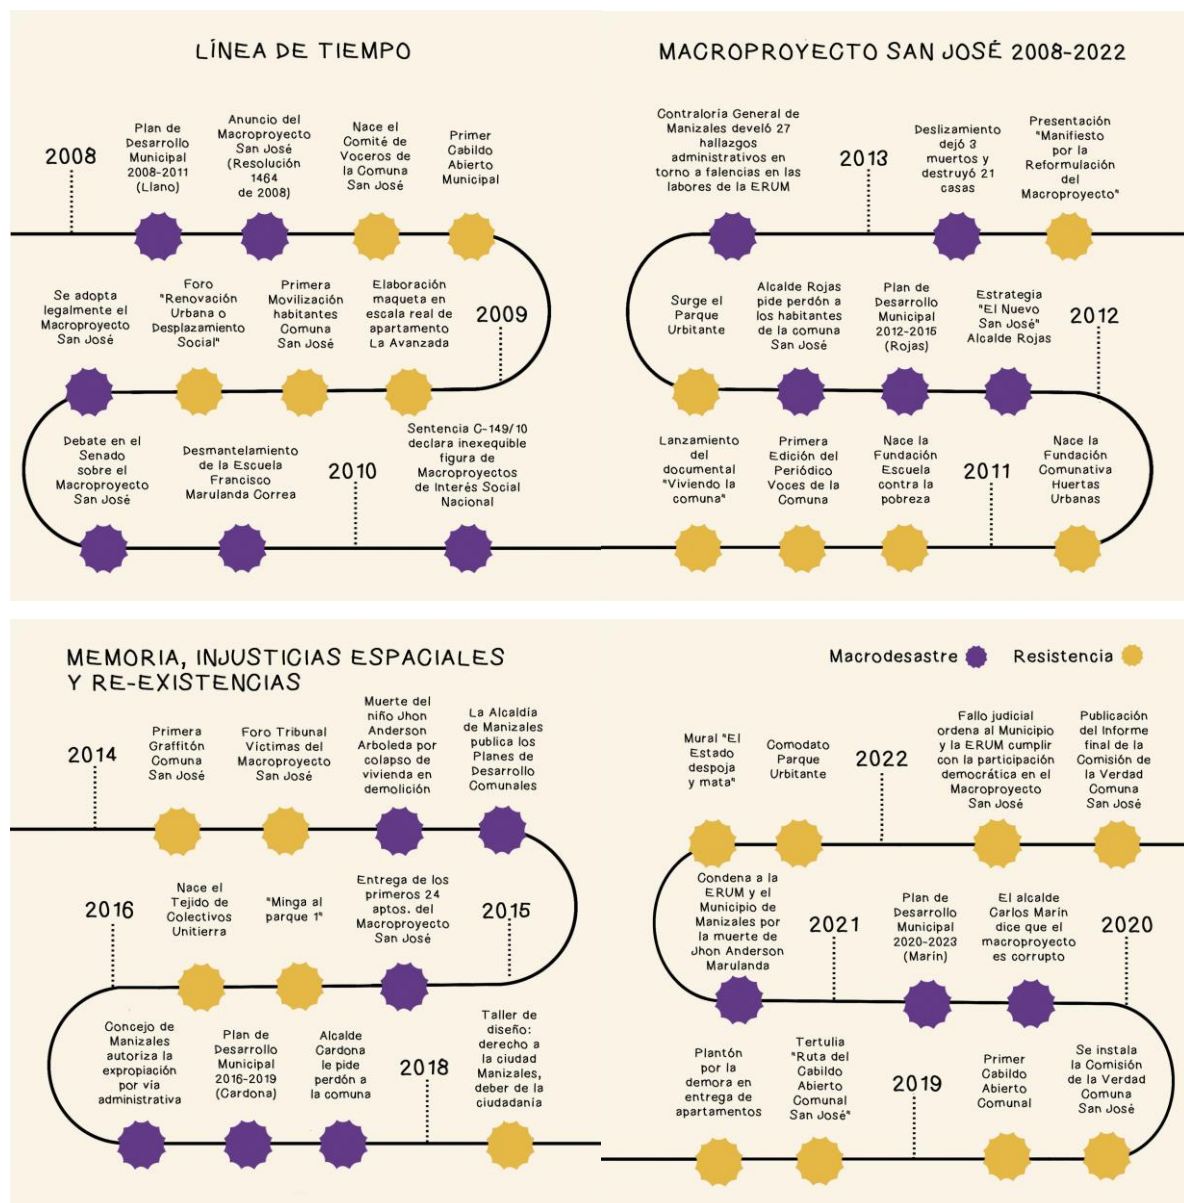 LÍNEA DE TIEMPO
2008
Plan de
Desarrollo
Municipal
2008-2011
(Llano)
Anuncio del
Macroproyecto
San José
(Resolución
1464
de 2008)
Nace el
Comité de
Voceros de
la Comuna
San José
Primer
Cabildo
Abierto
Municipal
Se adopta
legalmente el
Macroproyecto
San José
Foro
"Renovación
Urbana o
Desplazamiento
Social"
Primera
Movilización
habitantes
Comuna
San José
Elaboración
maqueta en
escala real de
apartamento
La Avanzada
2009
Debate en el
Senado
sobre el
Macroproyecto
San José
Desmantelamiento
de la Escuela
Francisco
Marulanda Correa
2010
Sentencia C-149/10
declara inexequible
figura de
Macroproyectos
de Interés Social
Nacional
MACROPROYECTO SAN JOSÉ 2008-2022
Contraloría General de
Manizales develó 27
hallazgos
administrativos en
torno a falencias en las
labores de la ERUM
2013
Deslizamiento
dejó 3
muertos y
destruyó 21
casas
Presentación
"Manifiesto
por la
Reformulación
del
Macroproyecto"
Surge el
Parque
Urbitante
Alcalde Rojas
pide perdón a
los habitantes
de la comuna
San José
Plan de
Desarrollo
Municipal
2012-2015
(Rojas)
Estrategia
"El Nuevo
San José"
Alcalde Rojas
2012
Lanzamiento
del
documental
"Viviendo la
comuna"
Primera
Edición del
Periódico
Voces de la
Comuna
Nace la
Fundación
Escuela
contra la
pobreza
2011
Nace la
Fundación
Comunativa
Huertas
Urbanas
MEMORIA, INJUSTICIAS ESPACIALES
Y RE-EXISTENCIAS
2014
Primera
Graffitón
Comuna
San José
Foro Tribunal
Víctimas del
Macroproyecto
San José
Muerte del
niño Jhon
Anderson
Arboleda por
colapso de
vivienda en
demolición
La Alcaldía
de Manizales
publica los
Planes de
Desarrollo
Comunales
2016
Nace el
Tejido de
Colectivos
Unitierra
"Minga al
parque 1"
Entrega de los
primeros 24
aptos. del
Macroproyecto
San José
2015
Concejo de
Manizales
autoriza la
expropiación
por vía
administrativa
Plan de
Desarrollo
Municipal
2016-2019
(Cardona)
Alcalde
Cardona
le pide
perdón a
la comuna
2018
Taller de
diseño:
derecho a
la ciudad
Manizales,
deber de la
ciudadanía
Macrodesastre
Resistencia
Mural "El
Estado
despoja
y mata"
Comodato
Parque
Urbitante
2022
Fallo judicial
ordena al Municipio
y la ERUM cumplir
con la participación
democrática en el
Macroproyecto
San José
Publicación
del Informe
final de la
Comisión de
la Verdad
Comuna
San José
Condena a la
ERUM y el
Municipio de
Manizales por
la muerte de
Jhon Anderson
Marulanda
2021
Plan de
Desarrollo
Municipal
2020-2023
(Marín)
El alcalde
Carlos Marín
dice que el
macroproyecto
es corrupto
2020
Plantón
por la
demora en
entrega de
apartamentos
Tertulia
"Ruta del
Cabildo
Abierto
Comunal
San José"
2019
Primer
Cabildo
Abierto
Comunal
Se instala
la Comisión
de la Verdad
Comuna
San José